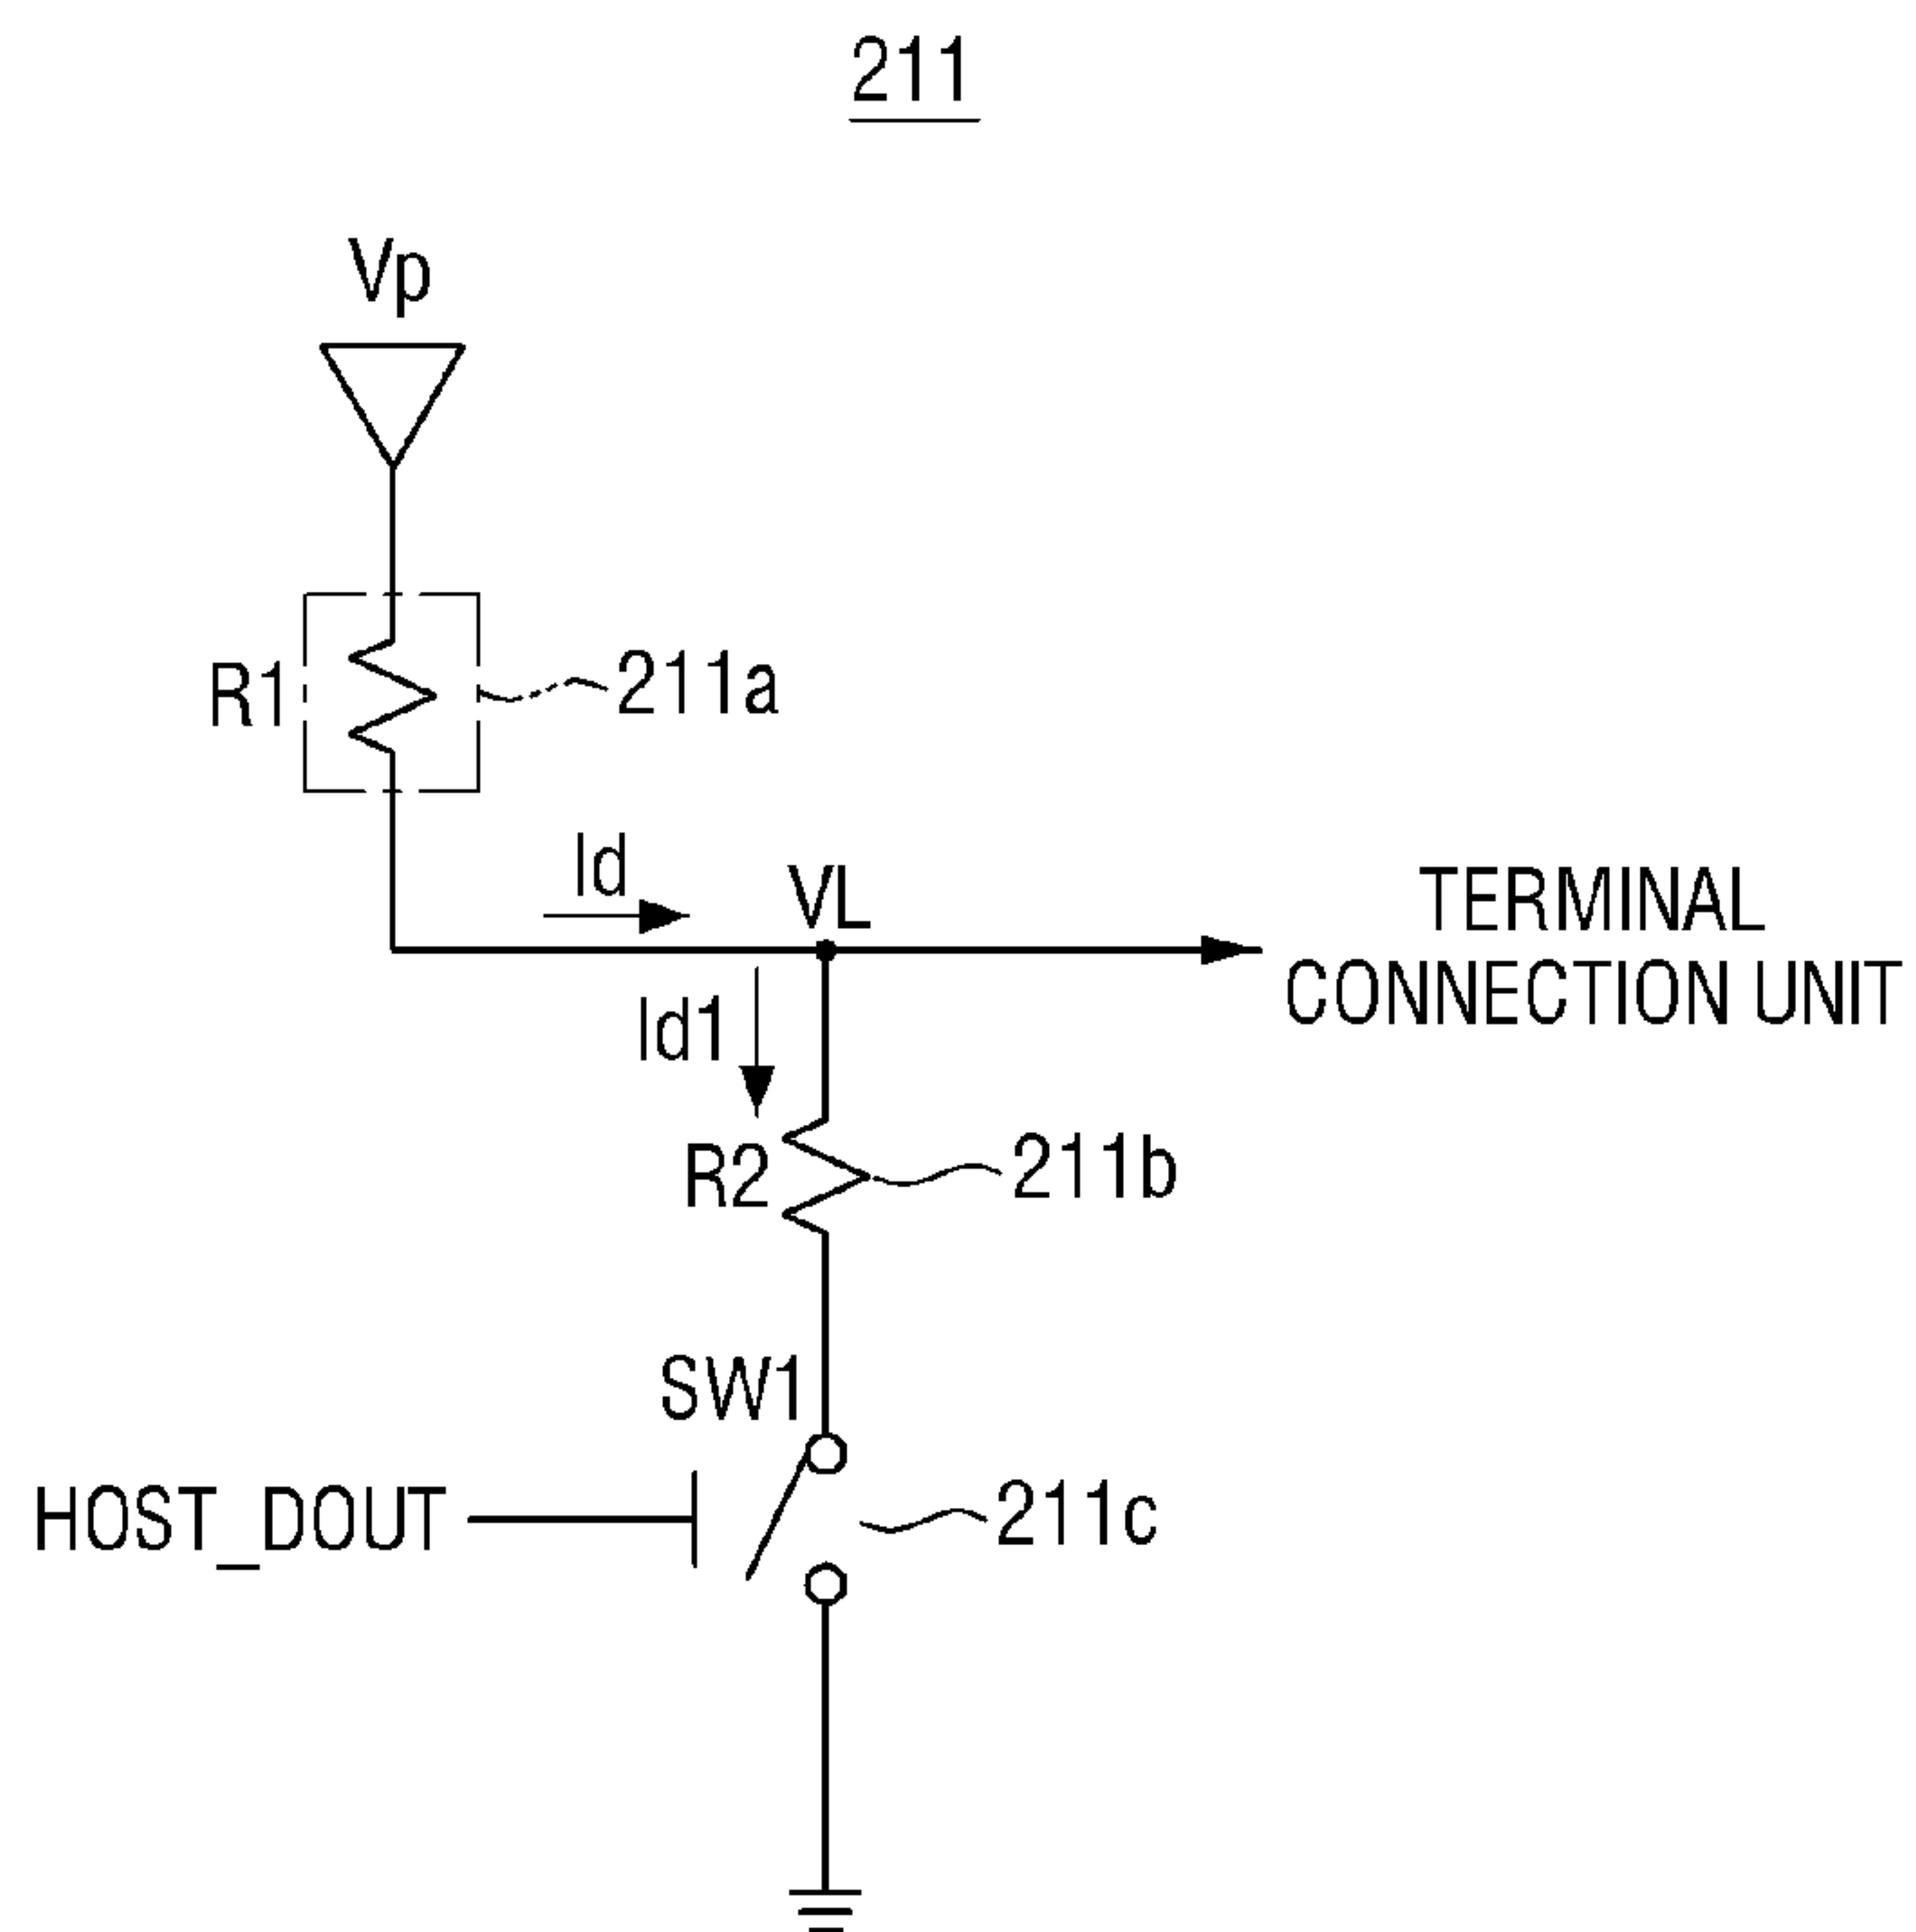 211
Vp
R1
211a
Id
VL
TERMINAL
CONNECTION UNIT
Id1
R2
211b
SW1
HOST_DOUT
211c